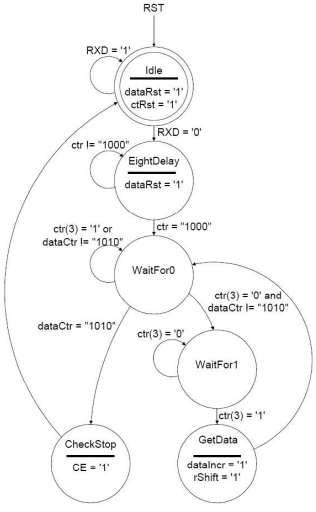 RST
RXD = '1'
Idle
dataRst = '1'
ctRst = '1'
RXD = '0'
ctr != "1000"
EightDelay
dataRst = '1'
ctr = "1000"
ctr(3) = '1' or
dataCtr != "1010"
WaitFor0
ctr(3) = '0' and
dataCtr != "1010"
dataCtr = "1010"
ctr(3) = '0'
WaitFor1
ctr(3) = '1'
CheckStop
CE = '1'
GetData
dataIncr = '1'
rShift = '1'